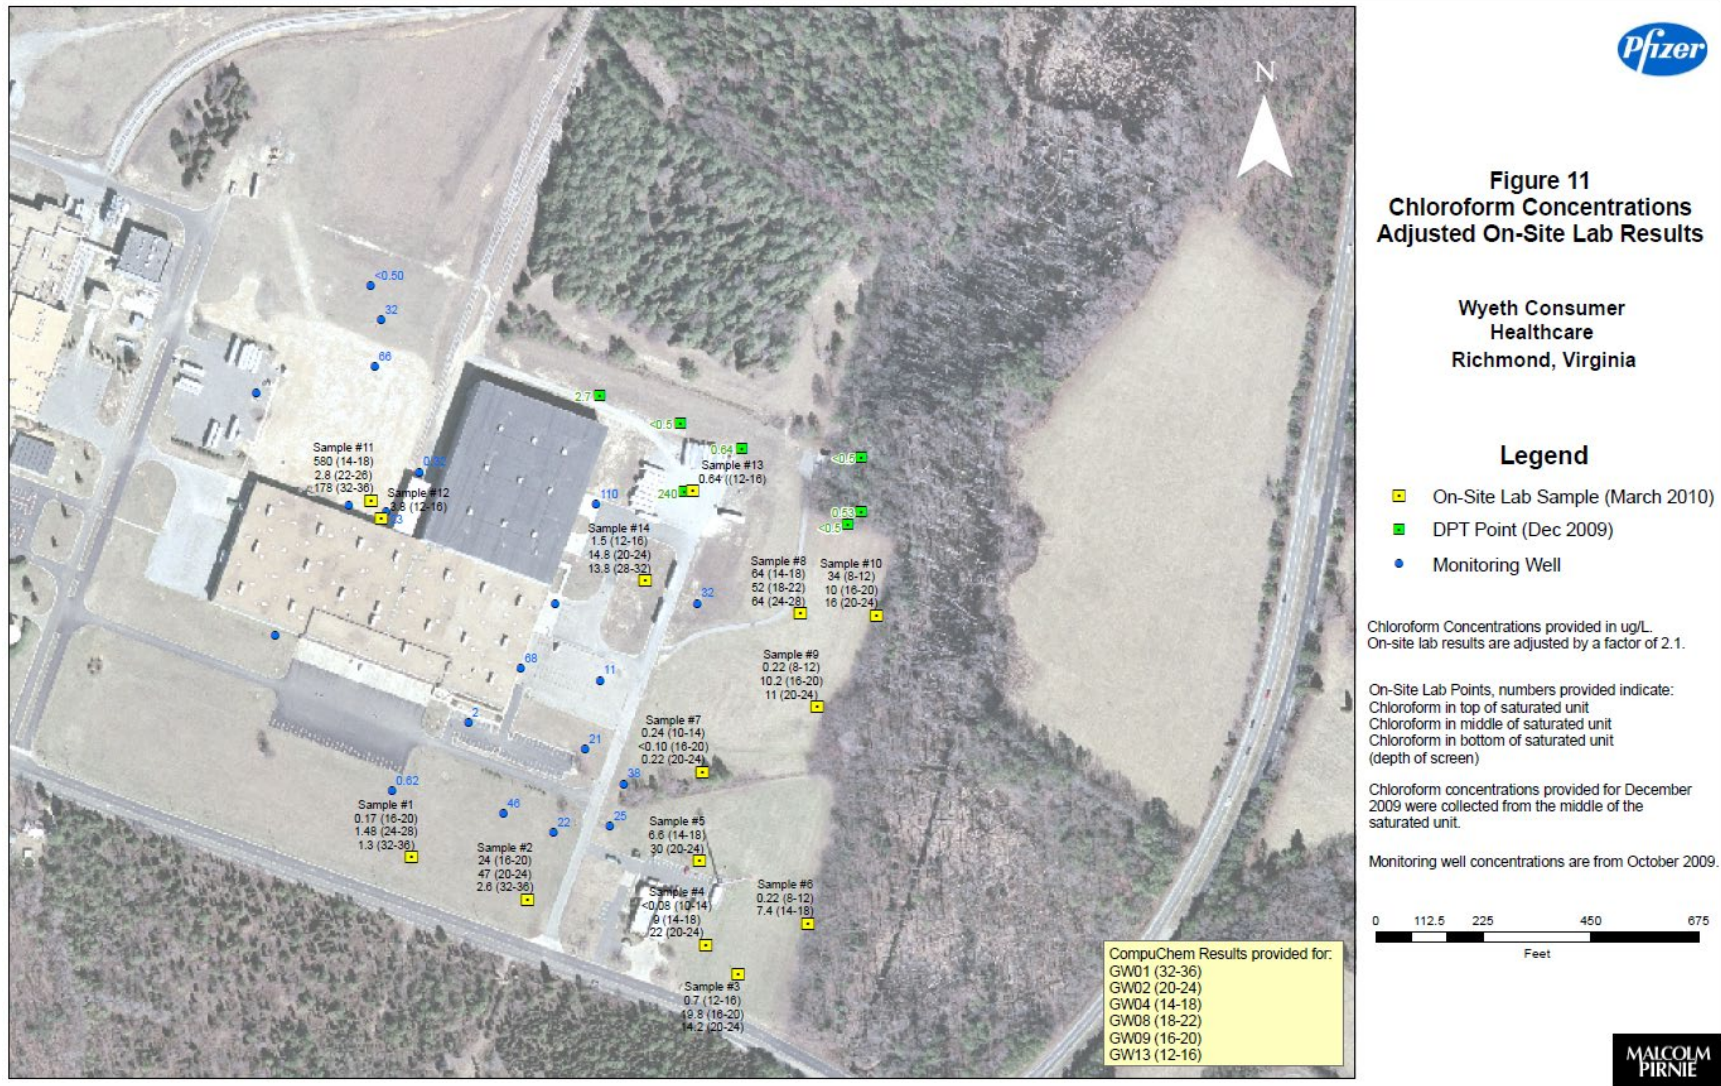 Pfizer
N
Figure 11
Chloroform Concentrations
Adjusted On-Site Lab Results
Wyeth Consumer
Healthcare
Richmond, Virginia
Legend
On-Site Lab Sample (March 2010)
DPT Point (Dec 2009)
Monitoring Well
Chloroform Concentrations provided in ug/L.
On-site lab results are adjusted by a factor of 2.1.
On-Site Lab Points, numbers provided indicate:
Chloroform in top of saturated unit
Chloroform in middle of saturated unit
Chloroform in bottom of saturated unit
(depth of screen)
Chloroform concentrations provided for December
2009 were collected from the middle of the
saturated unit.
Monitoring well concentrations are from October 2009.
0 112.5 225 450 675
Feet
MALCOLM
PIRNIE
<0.50
32
66
2.7
<0.5
0.64
<0.5
Sample #11
580 (14-18)
2.8 (22-26)
178 (32-36)
Sample #12
3.8 (12-16)
Sample #13
0.64 ((12-16)
240
110
0.53
<0.5
Sample #14
1.5 (12-16)
14.8 (20-24)
13.8 (28-32)
Sample #8
64 (14-18)
52 (18-22)
64 (24-28)
Sample #10
34 (8-12)
10 (16-20)
16 (20-24)
32
68
11
Sample #9
0.22 (8-12)
10.2 (16-20)
11 (20-24)
2
21
Sample #7
0.24 (10-14)
<0.10 (16-20)
0.22 (20-24)
38
0.62
Sample #1
0.17 (16-20)
1.48 (24-28)
1.3 (32-36)
46
22
25
Sample #5
6.6 (14-18)
30 (20-24)
Sample #2
24 (16-20)
47 (20-24)
2.6 (32-36)
Sample #4
<0.08 (10-14)
9 (14-18)
22 (20-24)
Sample #6
0.22 (8-12)
7.4 (14-18)
Sample #3
0.7 (12-16)
19.8 (16-20)
14.2 (20-24)
CompuChem Results provided for:
GW01 (32-36)
GW02 (20-24)
GW04 (14-18)
GW08 (18-22)
GW09 (16-20)
GW13 (12-16)